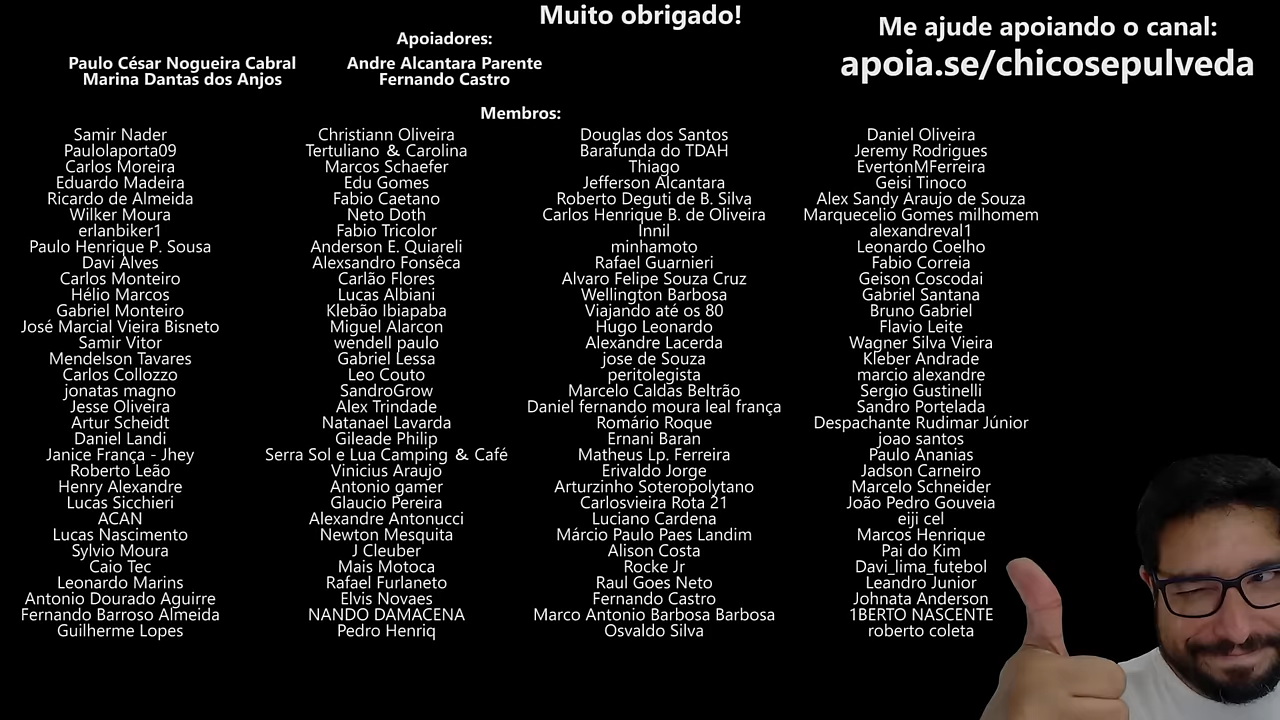 Muito obrigado!
Me ajude apoiando o canal:
apoia.se/chicosepulveda
Apoiadores:
Paulo César Nogueira Cabral
Marina Dantas dos Anjos
Andre Alcantara Parente
Fernando Castro
Membros:
Samir Nader
Paulolaporta09
Carlos Moreira
Eduardo Madeira
Ricardo de Almeida
Wilker Moura
erlanbiker1
Paulo Henrique P. Sousa
Davi Alves
Carlos Monteiro
Hélio Marcos
Gabriel Monteiro
José Marcial Vieira Bisneto
Samir Vitor
Mendelson Tavares
Carlos Collozzo
jonatas magno
Jesse Oliveira
Artur Scheidt
Daniel Landi
Janice França - Jhey
Roberto Leão
Henry Alexandre
Lucas Sicchieri
ACAN
Lucas Nascimento
Sylvio Moura
Caio Tec
Leonardo Marins
Antonio Dourado Aguirre
Fernando Barroso Almeida
Guilherme Lopes
Christiann Oliveira
Tertuliano & Carolina
Marcos Schaefer
Edu Gomes
Fabio Caetano
Neto Doth
Fabio Tricolor
Anderson E. Quiareli
Alexsandro Fonsêca
Carlão Flores
Lucas Albiani
Klebão Ibiapaba
Miguel Alarcon
wendell paulo
Gabriel Lessa
Leo Couto
SandroGrow
Alex Trindade
Natanael Lavarda
Gileade Philip
Serra Sol e Lua Camping & Café
Vinicius Araujo
Antonio gamer
Glaucio Pereira
Alexandre Antonucci
Newton Mesquita
J Cleuber
Mais Motoca
Rafael Furlaneto
Elvis Novaes
NANDO DAMACENA
Pedro Henriq
Douglas dos Santos
Barafunda do TDAH
Thiago
Jefferson Alcantara
Roberto Deguti de B. Silva
Carlos Henrique B. de Oliveira
Innil
minhamoto
Rafael Guarnieri
Alvaro Felipe Souza Cruz
Wellington Barbosa
Viajando até os 80
Hugo Leonardo
Alexandre Lacerda
jose de Souza
peritolegista
Marcelo Caldas Beltrão
Daniel fernando moura leal frança
Romário Roque
Ernani Baran
Matheus Lp. Ferreira
Erivaldo Jorge
Arturzinho Soteropolytano
Carlosvieira Rota 21
Luciano Cardena
Márcio Paulo Paes Landim
Alison Costa
Rocke Jr
Raul Goes Neto
Fernando Castro
Marco Antonio Barbosa Barbosa
Osvaldo Silva
Daniel Oliveira
Jeremy Rodrigues
EvertonMFerreira
Geisi Tinoco
Alex Sandy Araujo de Souza
Marquecelio Gomes milhomem
alexandreval1
Leonardo Coelho
Fabio Correia
Geison Coscodai
Gabriel Santana
Bruno Gabriel
Flavio Leite
Wagner Silva Vieira
Kleber Andrade
marcio alexandre
Sergio Gustinelli
Sandro Portelada
Despachante Rudimar Júnior
joao santos
Paulo Ananias
Jadson Carneiro
Marcelo Schneider
João Pedro Gouveia
eiji cel
Marcos Henrique
Pai do Kim
Davi_lima_futebol
Leandro Junior
Johnata Anderson
1BERTO NASCENTE
roberto coleta